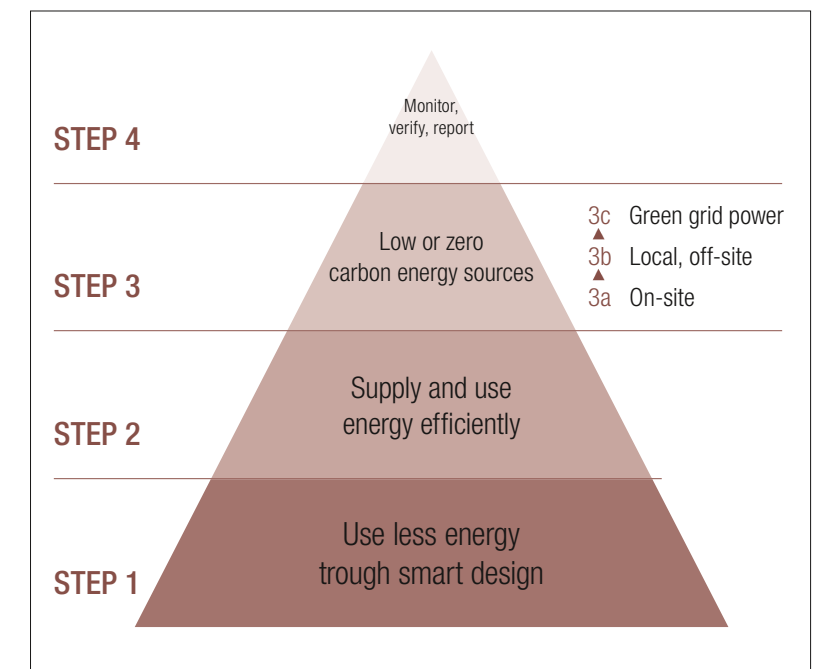 Monitor,
verify, report
STEP 4
3c Green grid power
Low or zero
carbon energy sources
3b Local, off-site
STEP 3
3a On-site
Supply and use
energy efficiently
STEP 2
Use less energy
trough smart design
STEP 1